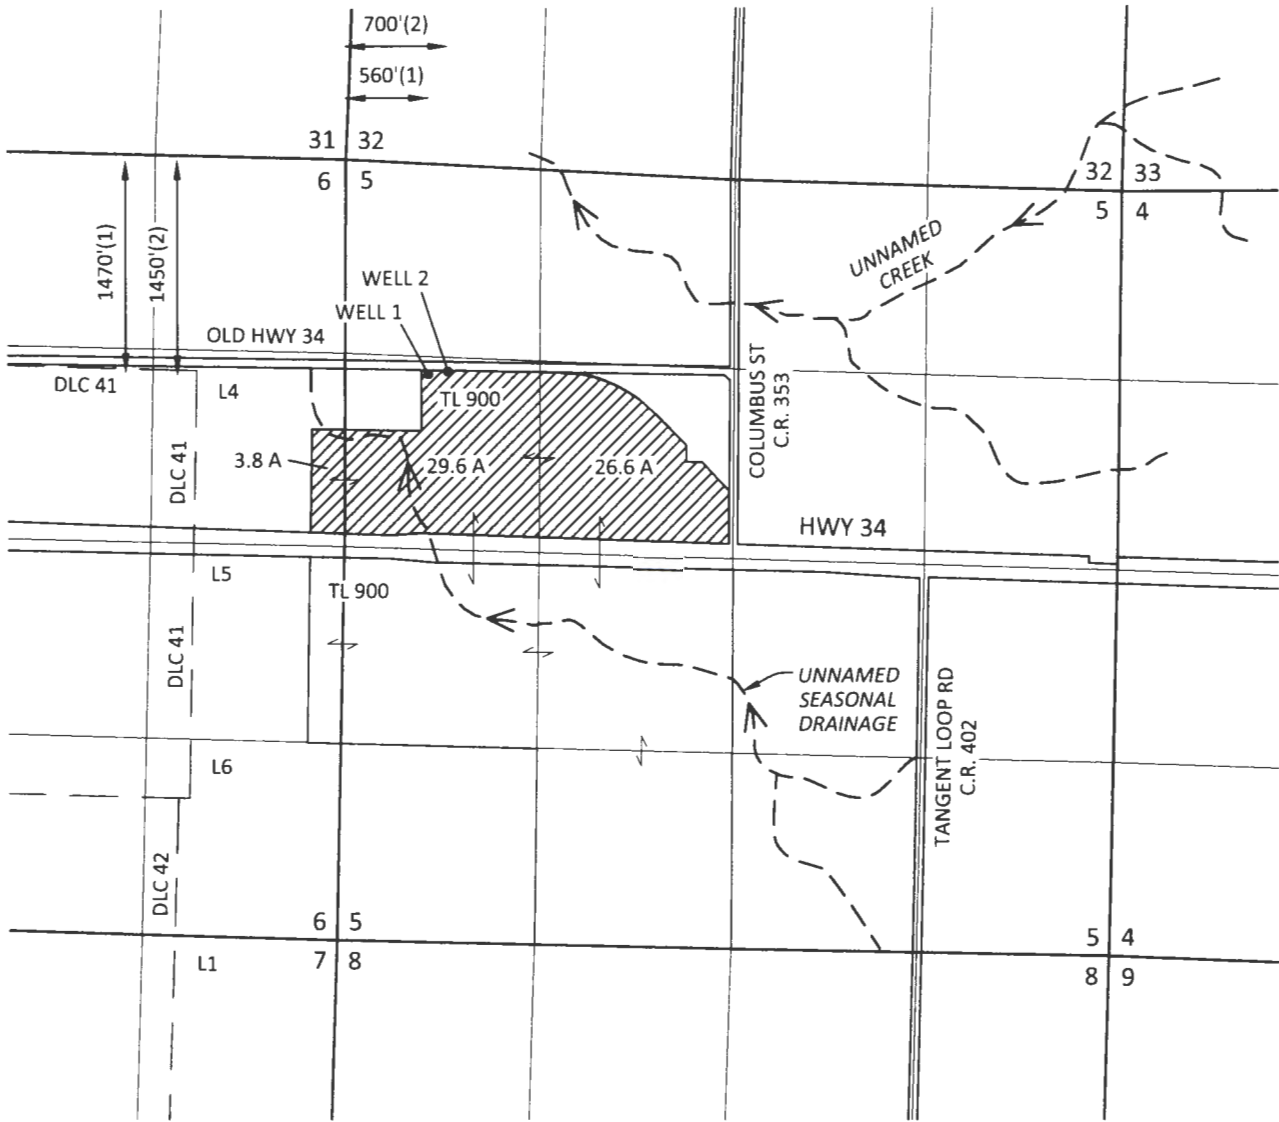 700'(2)
560'(1)
31 32
6 5
32 33
5 4
1470'(1)
1450'(2)
UNNAMED
CREEK
WELL 2
WELL 1
OLD HWY 34
DLC 41
L4
TL 900
COLUMBUS ST
C.R. 353
3.8 A
29.6 A
26.6 A
DLC 41
HWY 34
L5
TL 900
DLC 41
UNNAMED
SEASONAL
DRAINAGE
TANGENT LOOP RD
C.R. 402
L6
DLC 42
6 5
7 8
L1
5 4
8 9